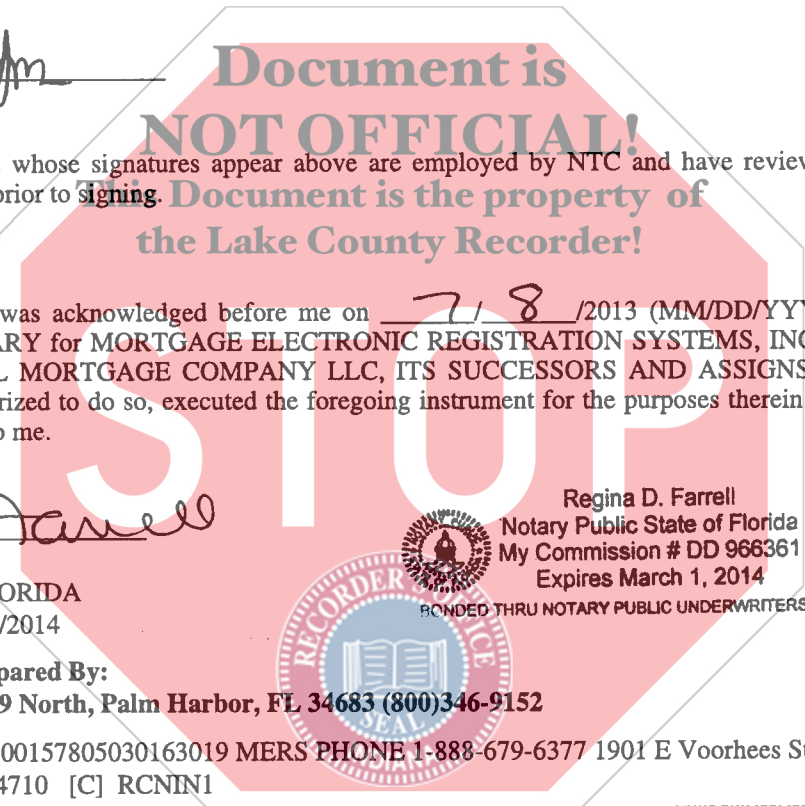 Document is
NOT OFFICIAL!
whose signatures appear above are employed by NTC and have review
prior to signing.
This Document is the property of
the Lake County Recorder!
was acknowledged before me on 7/ 8 /2013 (MM/DD/YYY
ARY for MORTGAGE ELECTRONIC REGISTRATION SYSTEMS, INC
L MORTGAGE COMPANY LLC, ITS SUCCESSORS AND ASSIGNS
rized to do so, executed the foregoing instrument for the purposes therein
o me.
STOP
Farrell
Regina D. Farrell
Notary Public State of Florida
My Commission # DD 966361
Expires March 1, 2014
BONDED THRU NOTARY PUBLIC UNDERWRITERS
ORIDA
/2014
RECORDER'S OFFICE
SEAL
INDIANA
pared By:
9 North, Palm Harbor, FL 34683 (800)346-9152
00157805030163019 MERS PHONE 1-888-679-6377 1901 E Voorhees St
4710 [C] RCNIN1